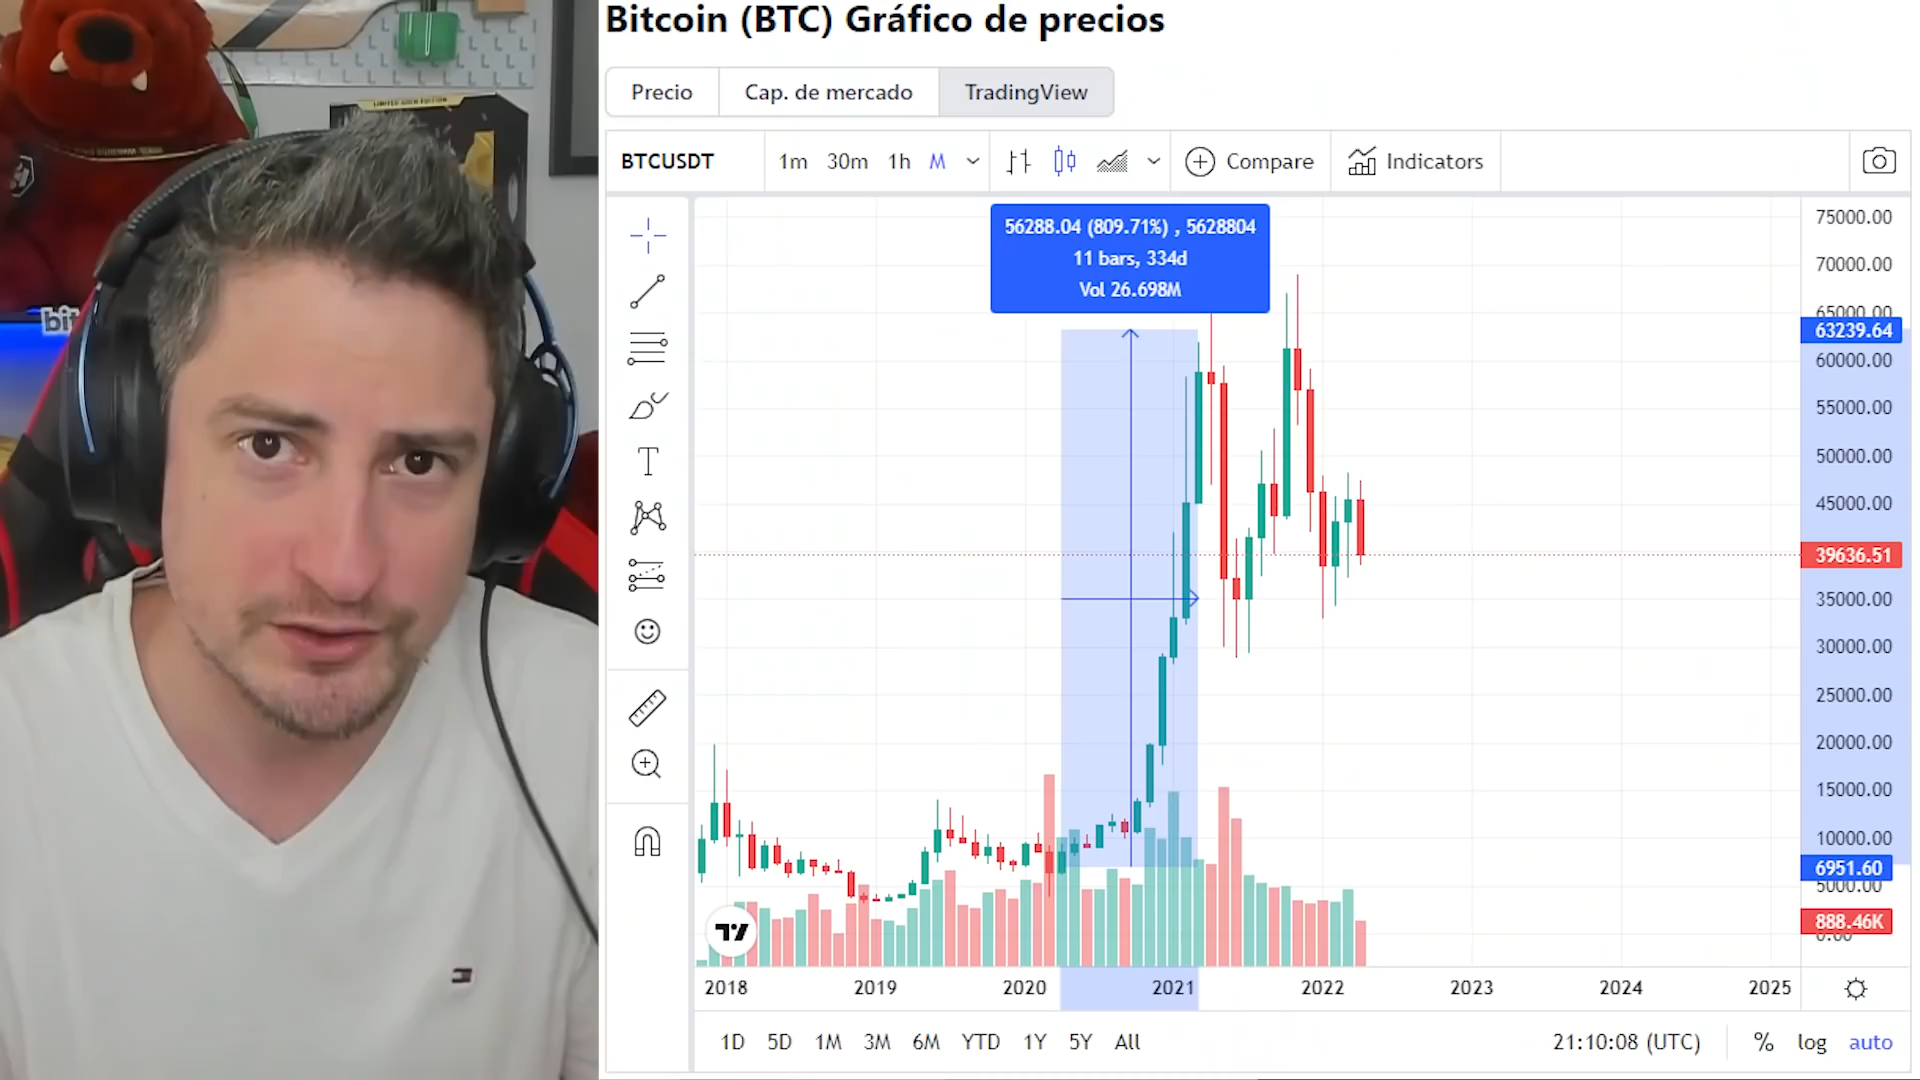 Bitcoin (BTC) Gráfico de precios
Precio Cap. de mercado TradingView
BTCUSDT 1m 30m 1h M Compare Indicators
56288.04 (809.71%) , 5628804
11 bars, 334d
Vol 26.698M
75000.00
70000.00
65000.00
63239.64
60000.00
55000.00
50000.00
45000.00
39636.51
35000.00
30000.00
25000.00
20000.00
15000.00
10000.00
6951.60
5000.00
888.46K
0.00
2018 2019 2020 2021 2022 2023 2024 2025
1D 5D 1M 3M 6M YTD 1Y 5Y All 21:10:08 (UTC) % log auto
bit